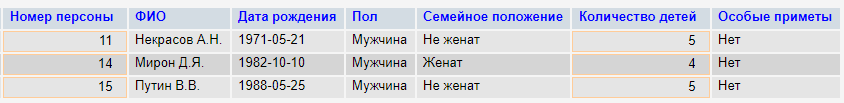 Номер персоны ФИО Дата рождения Пол Семейное положение Количество детей Особые приметы
11 Некрасов А.Н. 1971-05-21 Мужчина Не женат 5 Нет
14 Мирон Д.Я. 1982-10-10 Мужчина Женат 4 Нет
15 Путин В.В. 1988-05-25 Мужчина Не женат 5 Нет